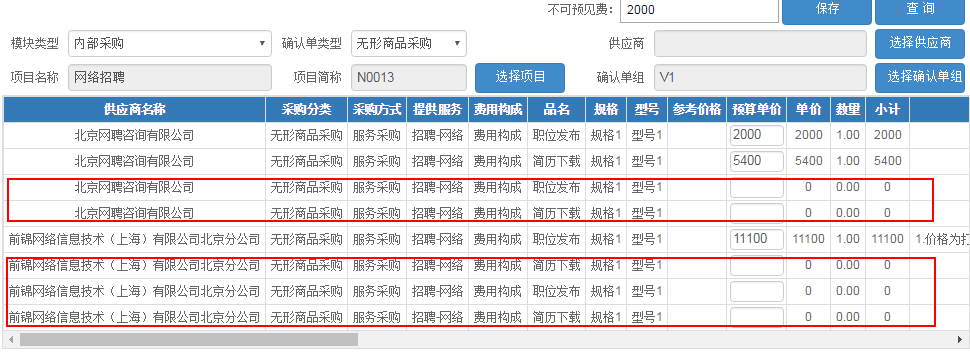 不可预见费： 2000 保存 查 询
模块类型 内部采购 确认单类型 无形商品采购 供应商 选择供应商
项目名称 网络招聘 项目简称 N0013 选择项目 确认单组 V1 选择确认单组
供应商名称 采购分类 采购方式 提供服务 费用构成 品名 规格 型号 参考价格 预算单价 单价 数量 小计
北京网聘咨询有限公司 无形商品采购 服务采购 招聘-网络 费用构成 职位发布 规格1 型号1 2000 2000 1.00 2000
北京网聘咨询有限公司 无形商品采购 服务采购 招聘-网络 费用构成 简历下载 规格1 型号1 5400 5400 1.00 5400
北京网聘咨询有限公司 无形商品采购 服务采购 招聘-网络 费用构成 职位发布 规格1 型号1 0 0.00 0
北京网聘咨询有限公司 无形商品采购 服务采购 招聘-网络 费用构成 简历下载 规格1 型号1 0 0.00 0
前锦网络信息技术（上海）有限公司北京分公司 无形商品采购 服务采购 招聘-网络 费用构成 职位发布 规格1 型号1 11100 11100 1.00 11100 1.价格为打
前锦网络信息技术（上海）有限公司北京分公司 无形商品采购 服务采购 招聘-网络 费用构成 简历下载 规格1 型号1 0 0.00 0
前锦网络信息技术（上海）有限公司北京分公司 无形商品采购 服务采购 招聘-网络 费用构成 职位发布 规格1 型号1 0 0.00 0
前锦网络信息技术（上海）有限公司北京分公司 无形商品采购 服务采购 招聘-网络 费用构成 简历下载 规格1 型号1 0 0.00 0